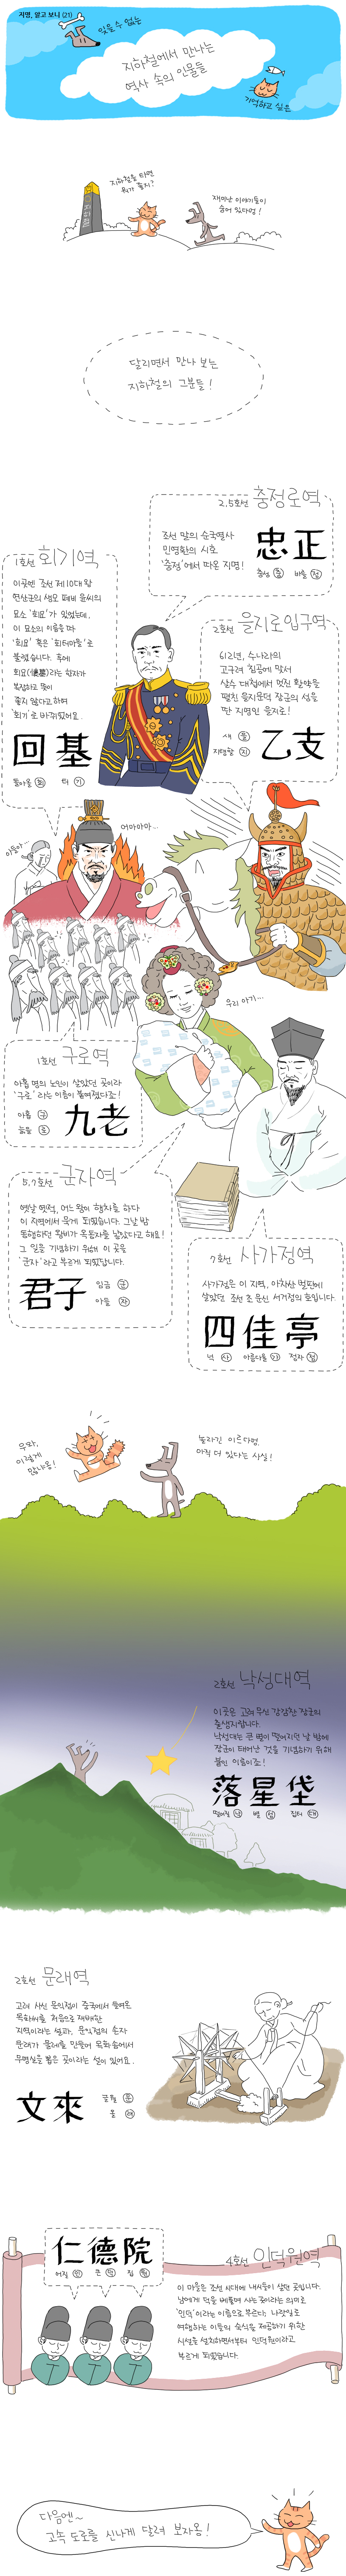 지명, 알고 보니 (21)
잊을 수 없는
지하철에서 만나는
역사 속의 인물들
기억하고 싶은
지하철을 타면
뭐가 좋지?
재미난 이야기들이
숨어 있다멍!
달리면서 만나 보는
지하철의 그분들!
2, 5호선 충정로역
조선 말의 순국열사
민영환의 시호
'충정'에서 따온 지명!
忠正
충성 충 바를 정
1호선 회기역
이곳엔 조선 제10대 왕
연산군의 생모 폐비 윤씨의
묘소 '회묘'가 있었는데,
이 묘소의 이름을 따
'회묘' 혹은 '회터마을'로
불렸습니다. 후에
회묘(懷墓)라는 한자가
복잡하고 뜻이
좋지 않다고 하여
'회기'로 바뀌었어요.
回基
돌아올 회 터 기
2호선 을지로입구역
612년, 수나라의
고구려 침공에 맞서
살수 대첩에서 멋진 활약을
펼친 을지문덕 장군의 성을
딴 지명인 을지로!
乙支
새 을
지탱할 지
아들아...
어마마마...
우리 아기...
1호선 구로역
아홉 명의 노인이 살았던 곳이라
'구로'라는 이름이 붙여졌다옹!
九老
아홉 구
늙을 로
5, 7호선 군자역
옛날 옛적, 어느 왕이 행차를 하다
이 지역에서 묵게 되었습니다. 그날 밤
동행하던 왕비가 옥동자를 낳았다고 해요!
그 일을 기념하기 위해 이 곳을
'군자'라고 부르게 되었답니다.
君子
임금 군
아들 자
7호선 사가정역
사가정은 이 지역, 아차산 별판에
살았던 조선 초 문신 서거정의 호입니다.
四佳亭
넉 사 아름다울 가 정자 정
우와,
이렇게
많냐옹!
놀라긴 이르다멍.
아직 더 있다는 사실!
2호선 낙성대역
이곳은 고려 무신 강감찬 장군의
출생지랍니다.
낙성대는 큰 별이 떨어지던 날 밤에
장군이 태어난 것을 기념하기 위해
붙인 이름이죠!
落星垈
떨어질 낙 별 성 집터 대
2호선 문래역
고려 사신 문익점이 중국에서 들여온
목화씨를 처음으로 재배한
지역이라는 설과, 문익점의 손자
문래가 물레를 만들어 목화솜에서
무명실을 뽑은 곳이라는 설이 있어요.
文來
글월 문
올 래
仁德院
어질 인 큰 덕 집 원
4호선 인덕원역
이 마을은 조선 시대에 내시들이 살던 곳입니다.
남에게 덕을 베풀며 사는 곳이라는 의미로
'인덕'이라는 이름으로 부르다, 나랏일로
여행하는 이들의 숙식을 제공하기 위한
시설을 설치하면서부터 인덕원이라고
부르게 되었습니다.
다음엔~
고속 도로를 신나게 달려 보자옹!